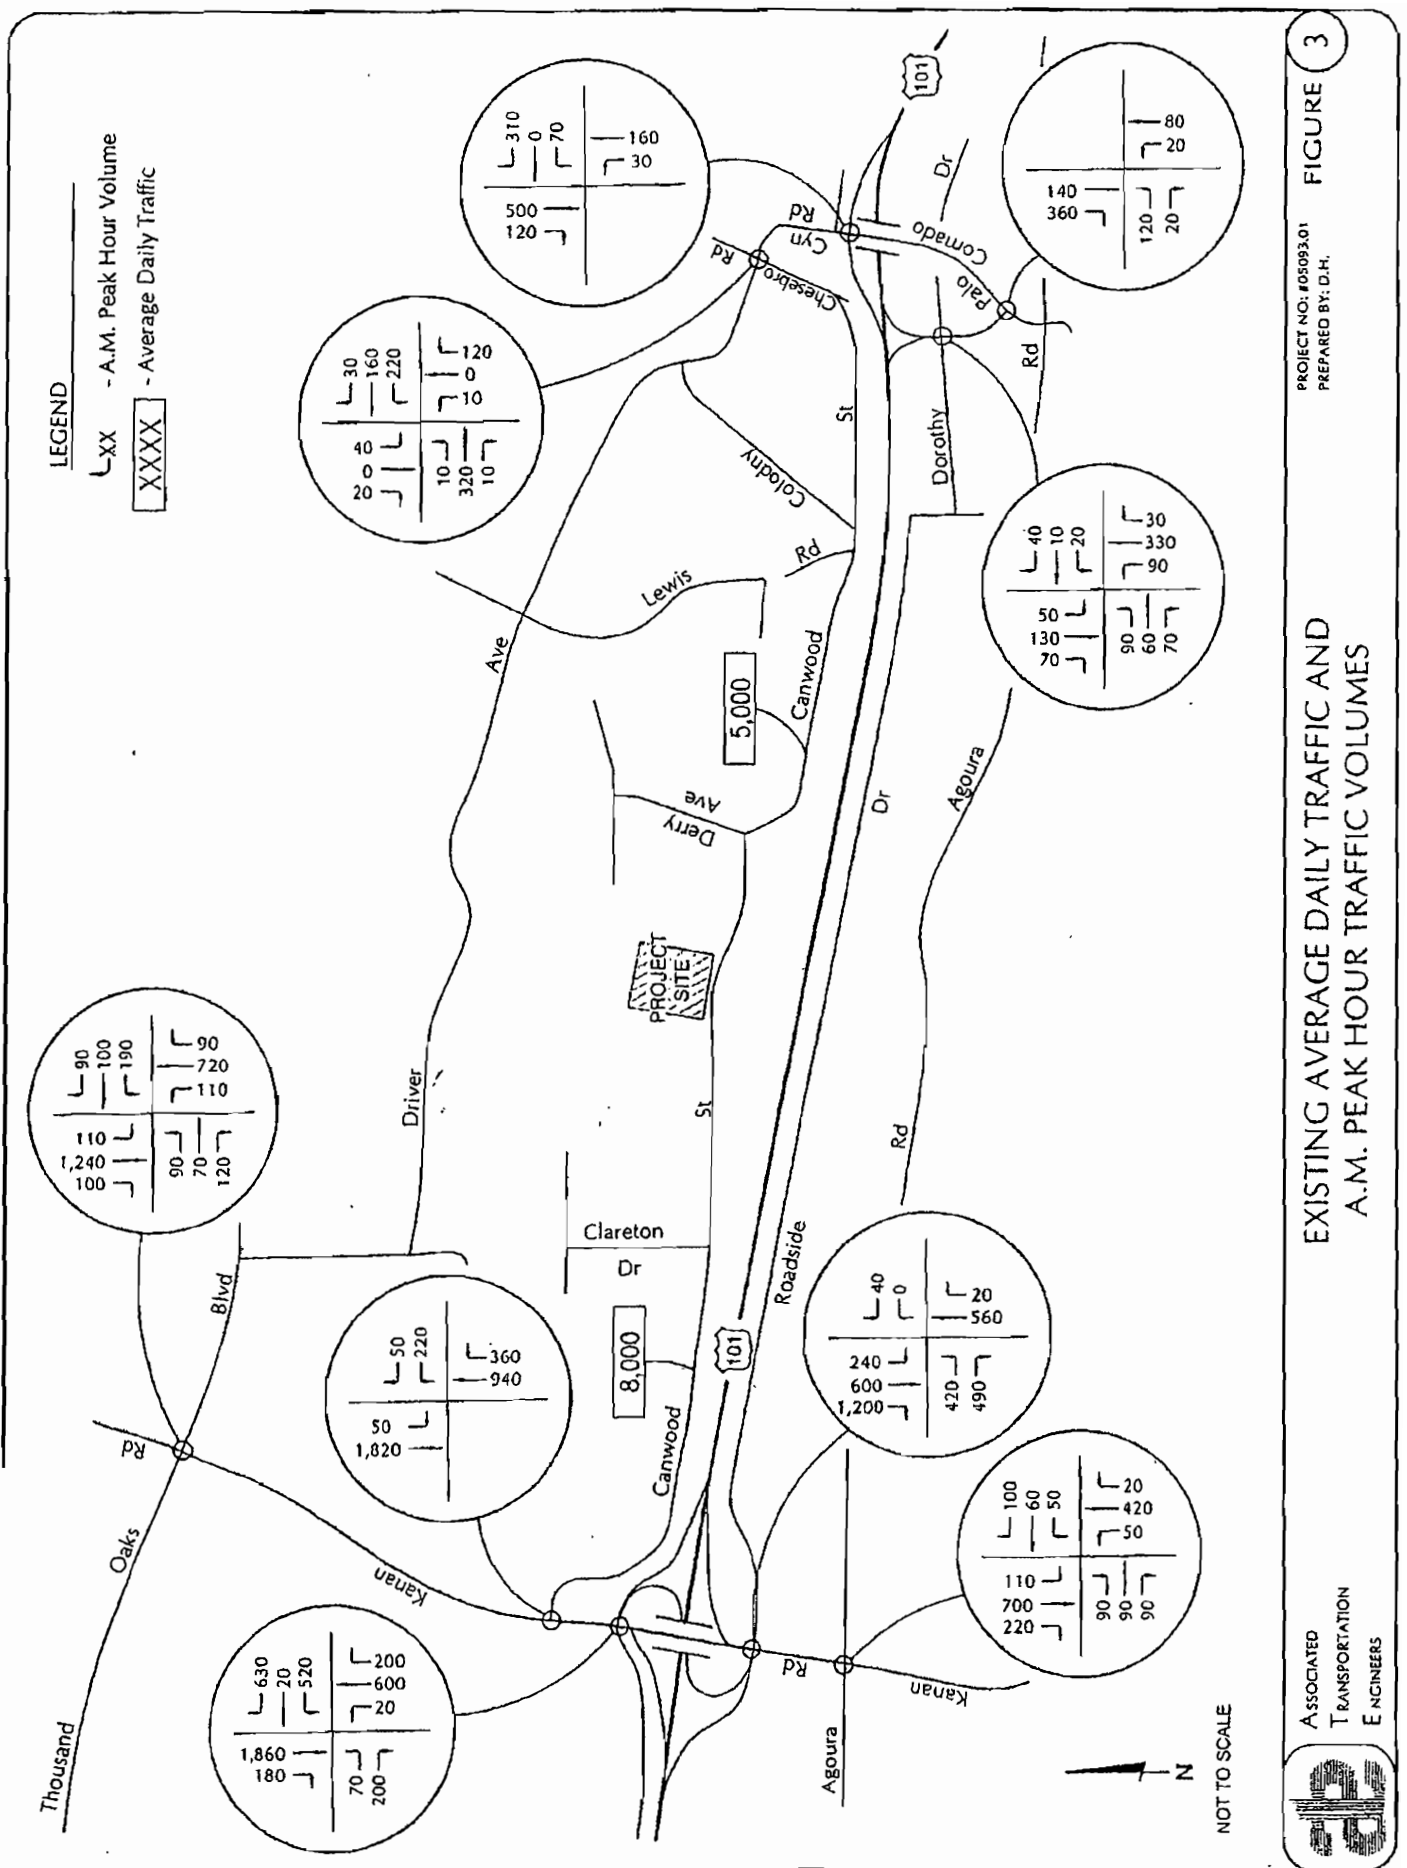 LEGEND
XX - A.M. Peak Hour Volume
XXXX - Average Daily Traffic
310
0
70
500
120
160
30
30
160
220
40
0
20
120
0
10
10
320
10
140
360
80
20
120
20
40
10
20
50
130
70
30
330
90
90
60
70
90
100
190
110
1,240
100
90
720
110
90
70
120
50
220
50
1,820
360
940
630
20
520
1,860
180
200
600
20
70
200
40
0
240
600
1,200
20
560
420
490
100
60
50
110
700
220
20
420
50
90
90
90
Thousand
Oaks
Blvd
Kanan
Rd
Driver
Ave
Lewis
Rd
Colodny
Chesebro
Rd
Cyn
Rd
Palo
Comado
Dr
Dorothy
Derry
Ave
Clareton
Dr
Canwood
St
Canwood
St
8,000
5,000
PROJECT
SITE
101
101
Roadside
Dr
Agoura
Rd
Agoura
Rd
Rd
Kanan
N
NOT TO SCALE
ate
ASSOCIATED
TRANSPORTATION
ENGINEERS
EXISTING AVERAGE DAILY TRAFFIC AND
A.M. PEAK HOUR TRAFFIC VOLUMES
PROJECT NO: #05093.01
PREPARED BY: D.H.
FIGURE 3